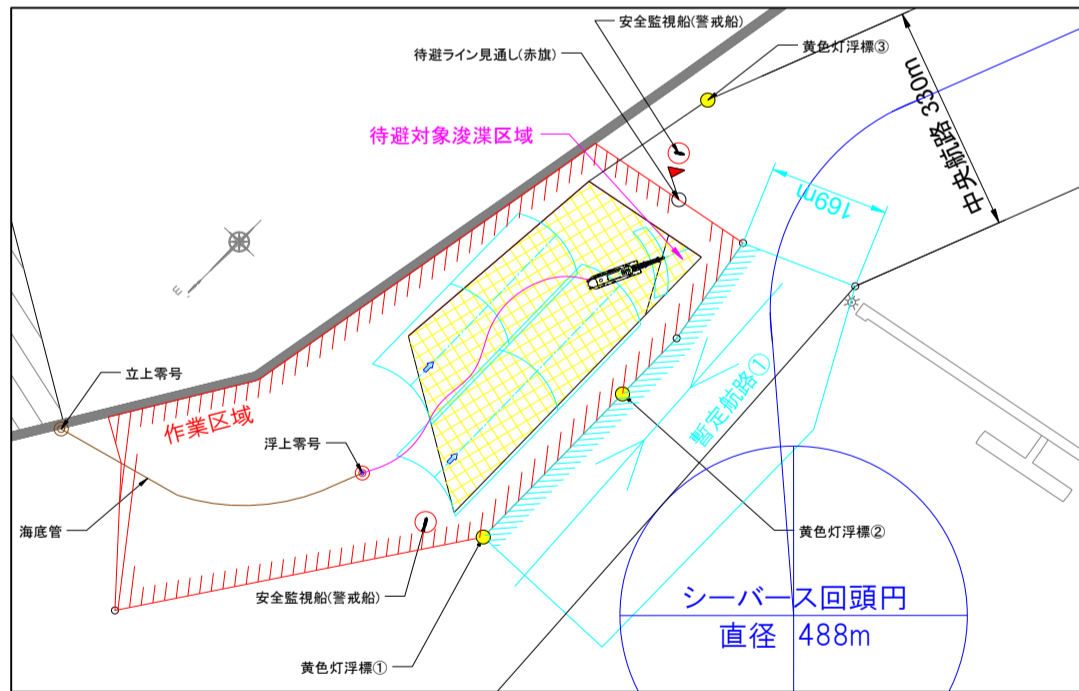 安全監視船(警戒船)
待避ライン見通し(赤旗)
黄色灯浮標③
待避対象浚渫区域
中央航路 330m
169m
E
立上零号
作業区域
浮上零号
暫定航路①
海底管
黄色灯浮標②
安全監視船(警戒船)
シーバース回頭円
直径 488m
黄色灯浮標①